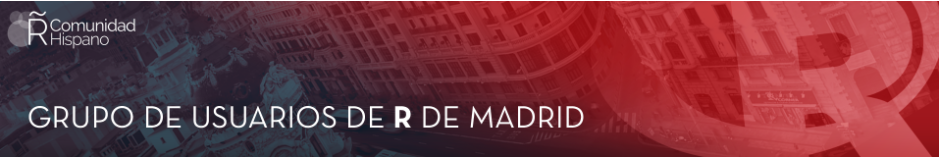 R̃ Comunidad
Hispano
GRUPO DE USUARIOS DE R DE MADRID
R